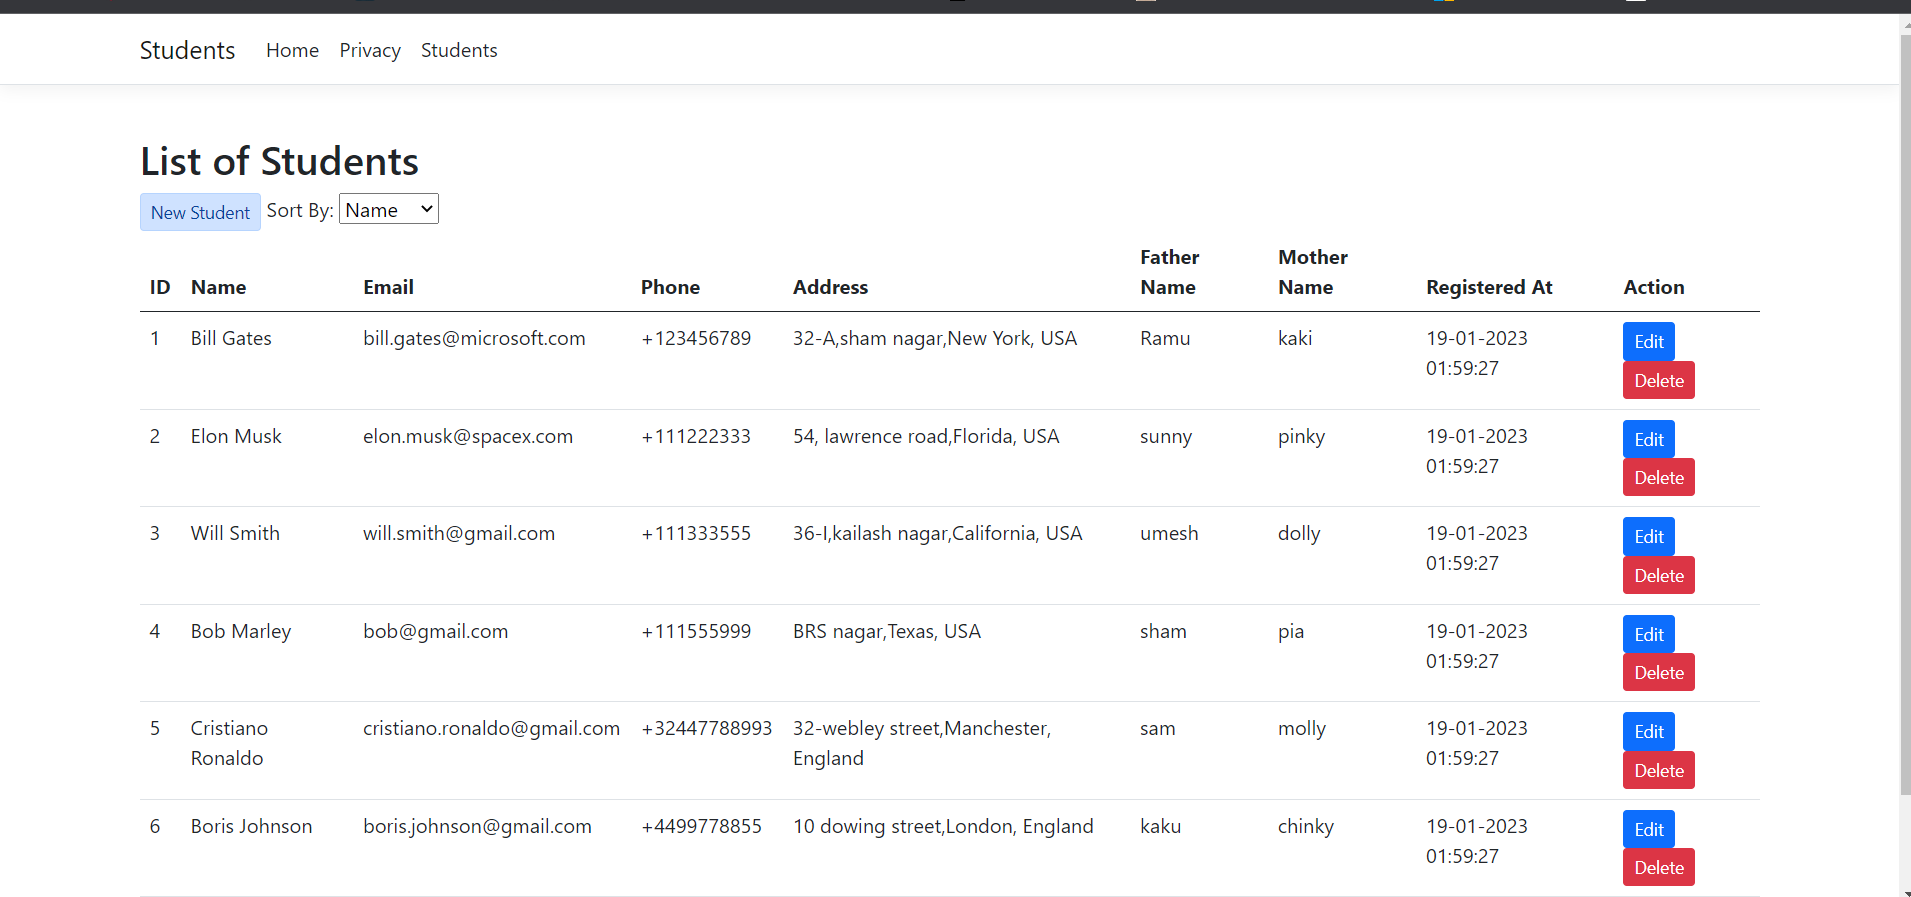 Students Home Privacy Students
List of Students
New Student Sort By: Name
ID Name Email Phone Address Father Name Mother Name Registered At Action
1 Bill Gates bill.gates@microsoft.com +123456789 32-A,sham nagar,New York, USA Ramu kaki 19-01-2023 Edit
01:59:27 Delete
2 Elon Musk elon.musk@spacex.com +111222333 54, lawrence road,Florida, USA sunny pinky 19-01-2023 Edit
01:59:27 Delete
3 Will Smith will.smith@gmail.com +111333555 36-I,kailash nagar,California, USA umesh dolly 19-01-2023 Edit
01:59:27 Delete
4 Bob Marley bob@gmail.com +111555999 BRS nagar,Texas, USA sham pia 19-01-2023 Edit
01:59:27 Delete
5 Cristiano cristiano.ronaldo@gmail.com +32447788993 32-webley street,Manchester, sam molly 19-01-2023 Edit
Ronaldo England 01:59:27 Delete
6 Boris Johnson boris.johnson@gmail.com +4499778855 10 dowing street,London, England kaku chinky 19-01-2023 Edit
01:59:27 Delete